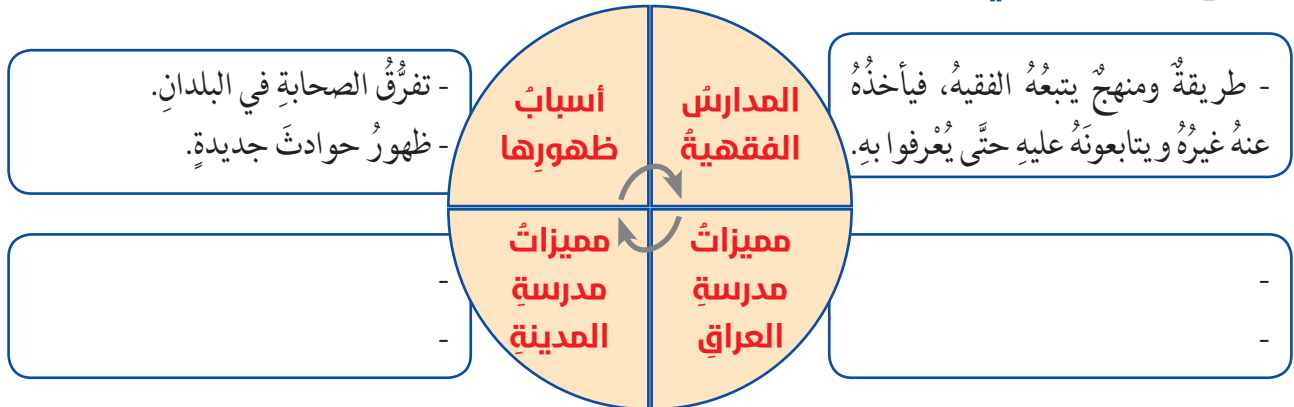 - طريقةٌ ومنهجٌ يتبعُهُ الفقيهُ، فيأخذُهُ
عنهُ غيرُهُ ويتابعونَهُ عليهِ حتَّى يُعْرفوا بهِ.
المدارسُ
الفقهيةُ
أسبابُ
ظهورِها
- تفرُّقُ الصحابةِ في البلدانِ.
- ظهورُ حوادثَ جديدةٍ.
مميزاتُ
مدرسةِ
العراقِ
-
-
مميزاتُ
مدرسةِ
المدينةِ
-
-